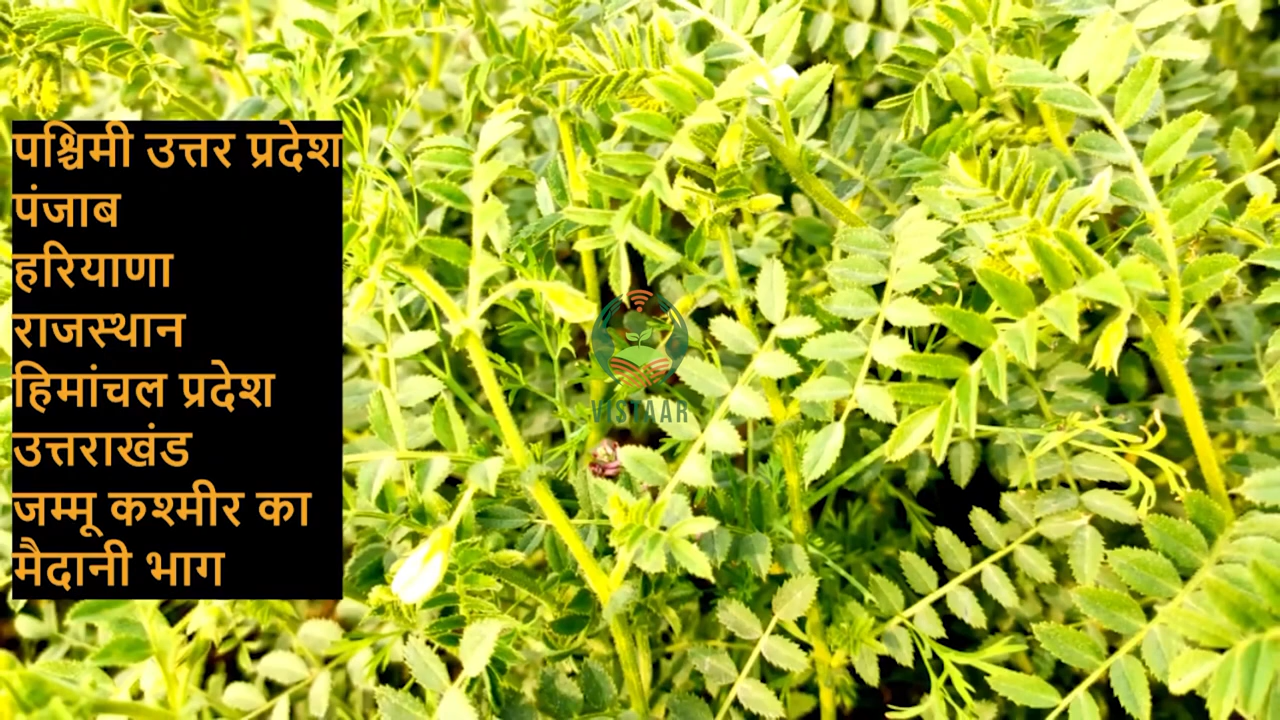 पश्चिमी उत्तर प्रदेश
पंजाब
हरियाणा
राजस्थान
हिमांचल प्रदेश
उत्तराखंड
जम्मू कश्मीर का
मैदानी भाग
VISTAAR